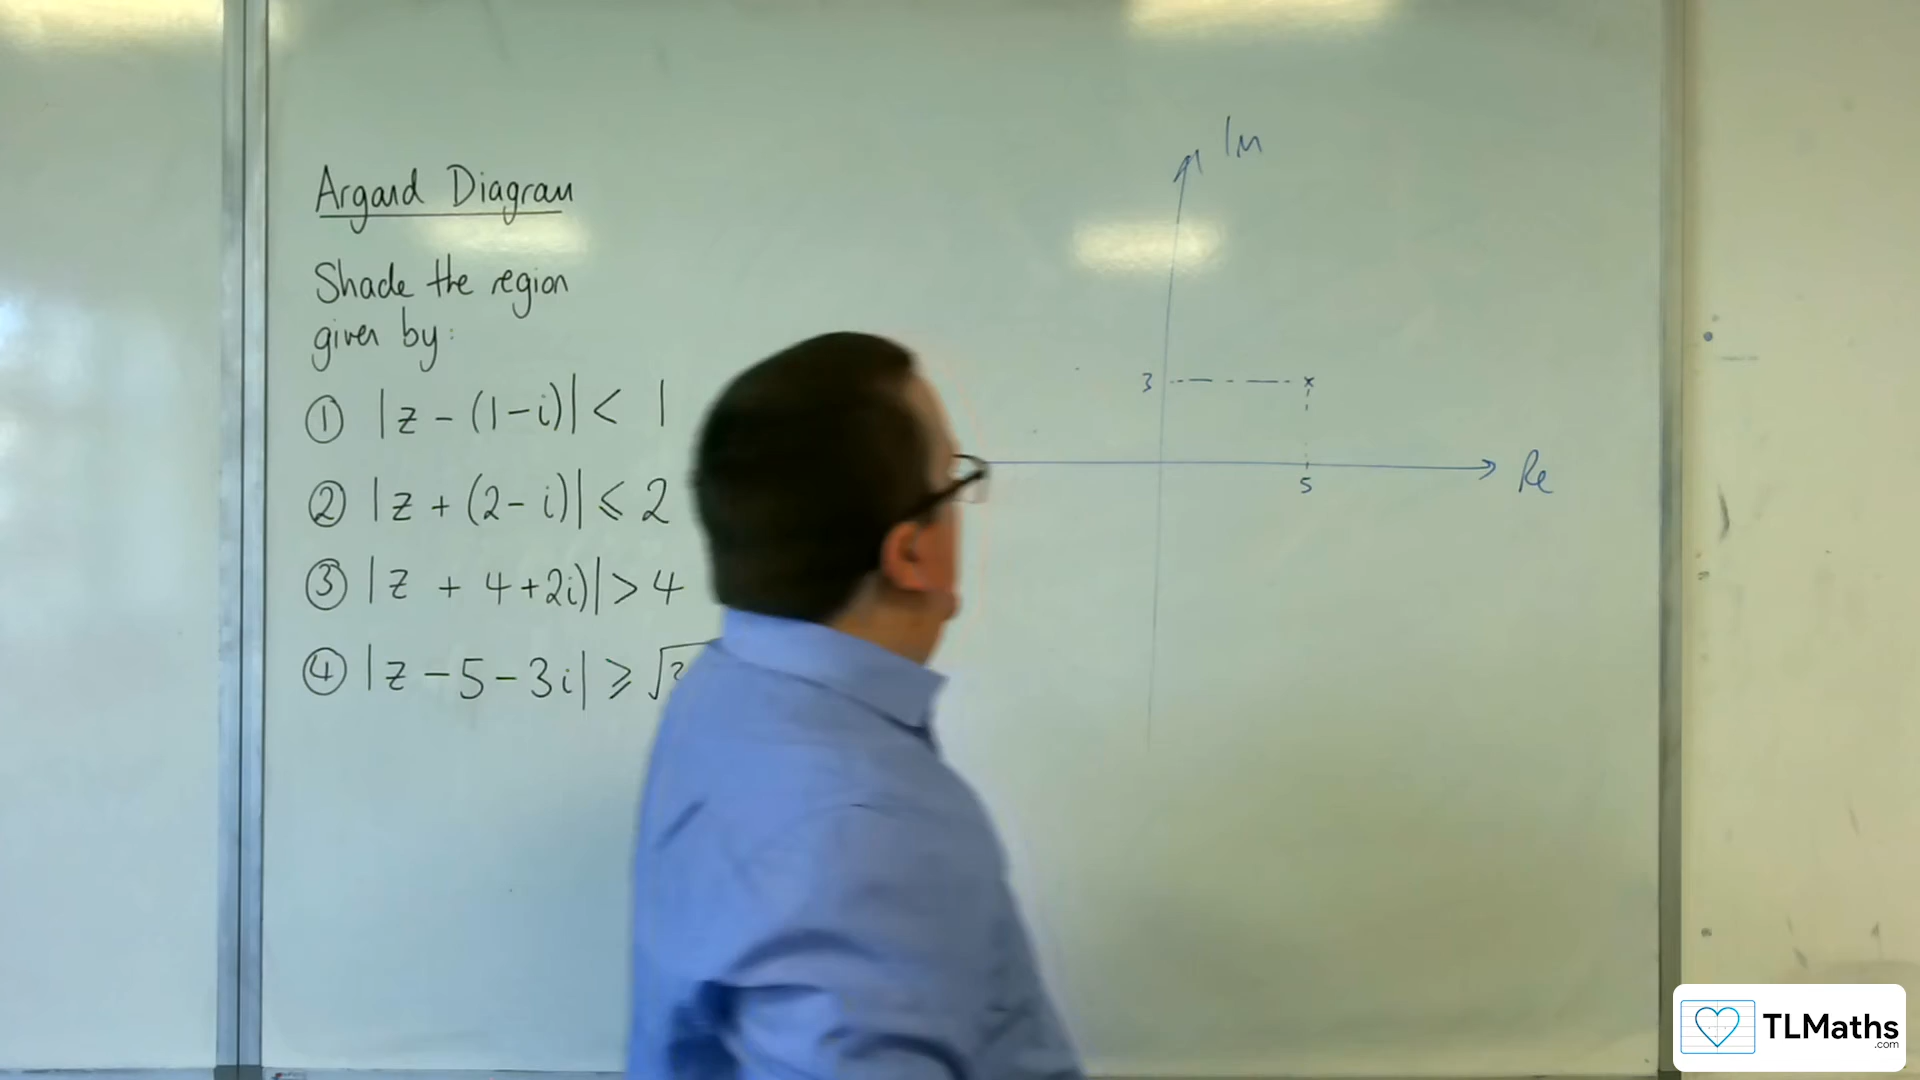 Argand Diagram
Shade the region
given by:
① |z - (1-i)| < 1
② |z + (2-i)| ⩽ 2
③ |z + 4+2i)| > 4
④ |z - 5 - 3i| ⩾ √
Im
3
5
Re
TLMaths
.com